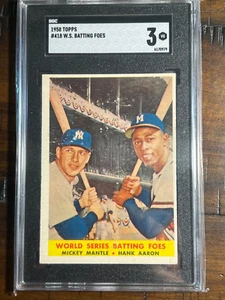 SGC
1958 TOPPS
#418 W.S. BATTING FOES
3
WORLD SERIES BATTING FOES
MICKEY MANTLE • HANK AARON